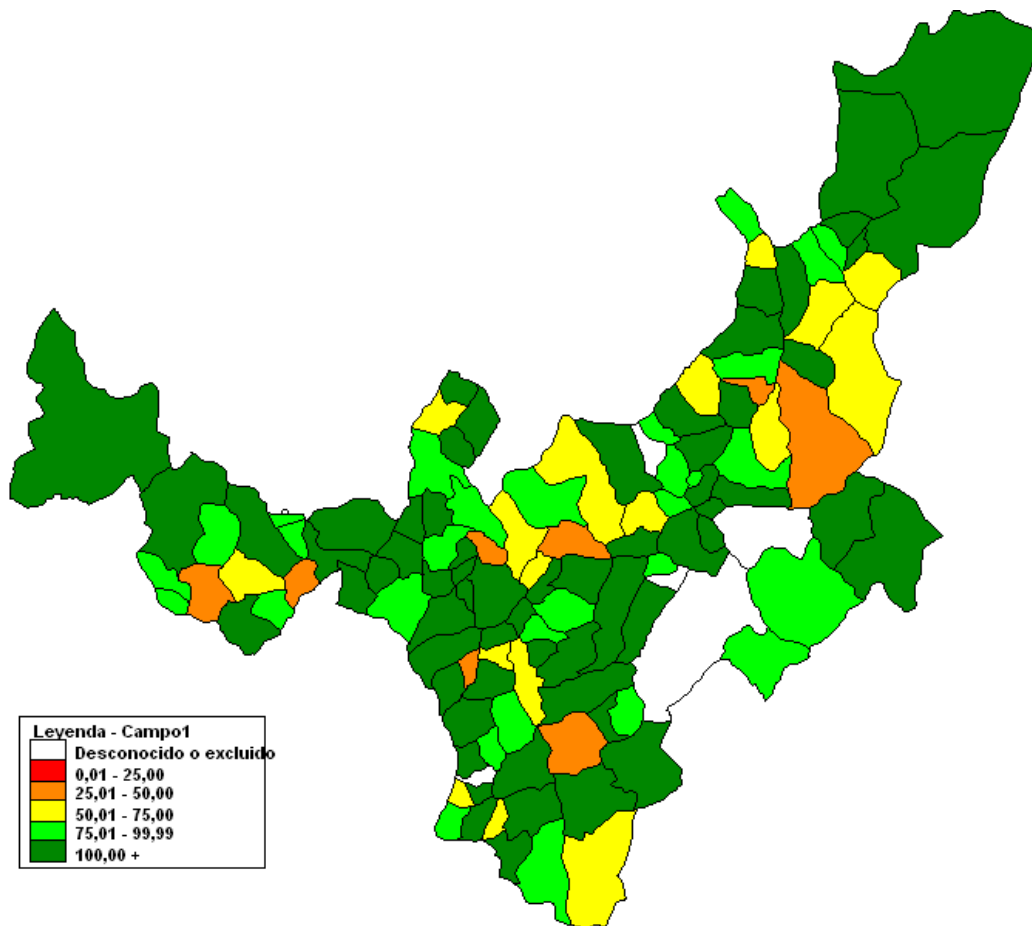 Leyenda - Campo1
Desconocido o excluido
0,01 - 25,00
25,01 - 50,00
50,01 - 75,00
75,01 - 99,99
100,00 +